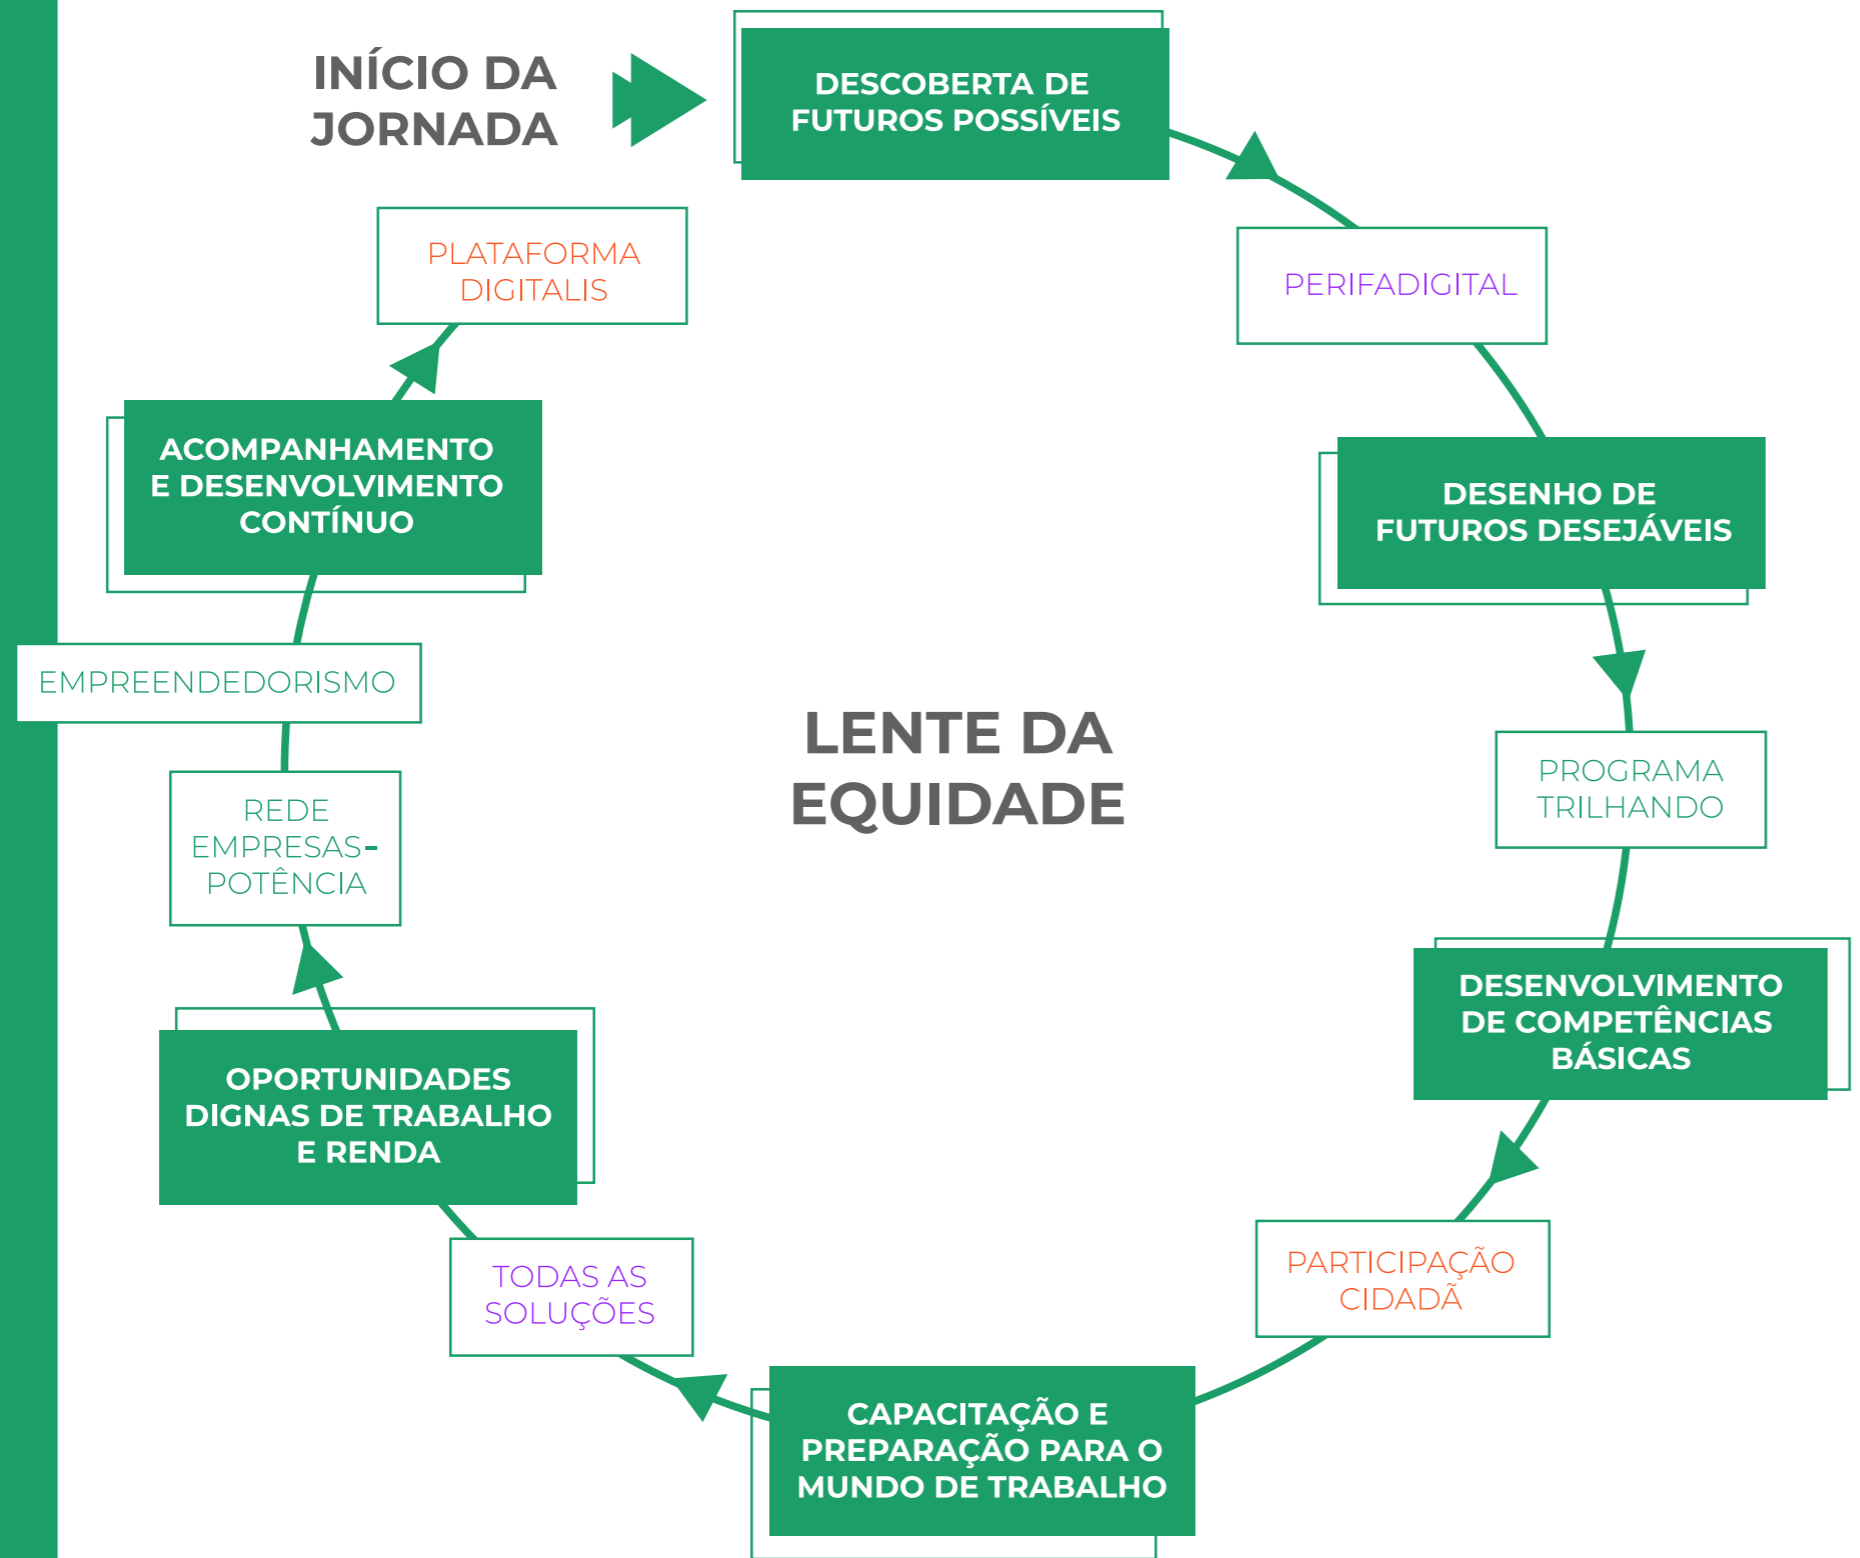 INÍCIO DA
JORNADA
DESCOBERTA DE
FUTUROS POSSÍVEIS
PERIFADIGITAL
DESENHO DE
FUTUROS DESEJÁVEIS
PROGRAMA
TRILHANDO
DESENVOLVIMENTO
DE COMPETÊNCIAS
BÁSICAS
PARTICIPAÇÃO
CIDADÃ
CAPACITAÇÃO E
PREPARAÇÃO PARA O
MUNDO DE TRABALHO
TODAS AS
SOLUÇÕES
OPORTUNIDADES
DIGNAS DE TRABALHO
E RENDA
REDE
EMPRESAS-
POTÊNCIA
EMPREENDEDORISMO
ACOMPANHAMENTO
E DESENVOLVIMENTO
CONTÍNUO
PLATAFORMA
DIGITALIS
LENTE DA
EQUIDADE